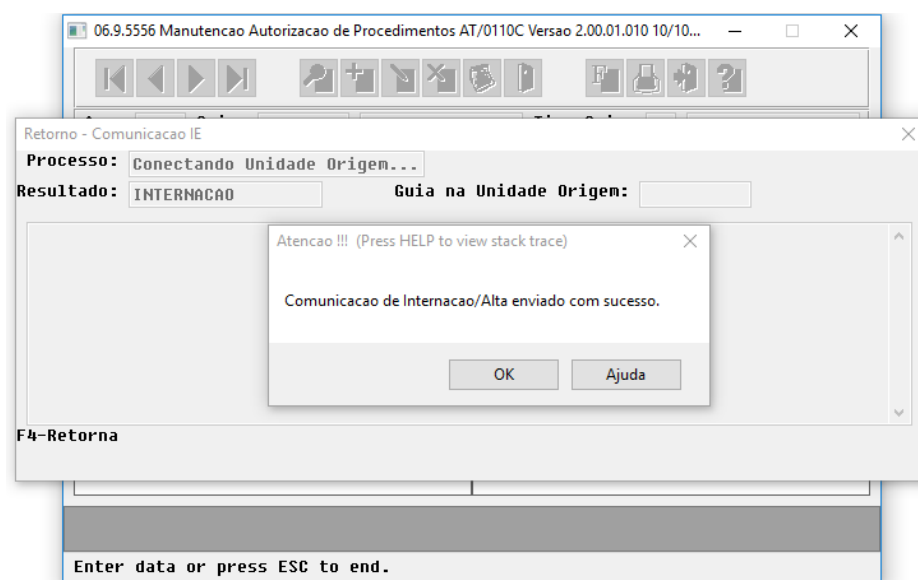 06.9.5556 Manutencao Autorizacao de Procedimentos AT/0110C Versao 2.00.01.010 10/10...
Retorno - Comunicacao IE
Processo: Conectando Unidade Origem...
Resultado: INTERNACAO Guia na Unidade Origem:
Atencao !!! (Press HELP to view stack trace)
Comunicacao de Internacao/Alta enviado com sucesso.
OK Ajuda
F4-Retorna
Enter data or press ESC to end.